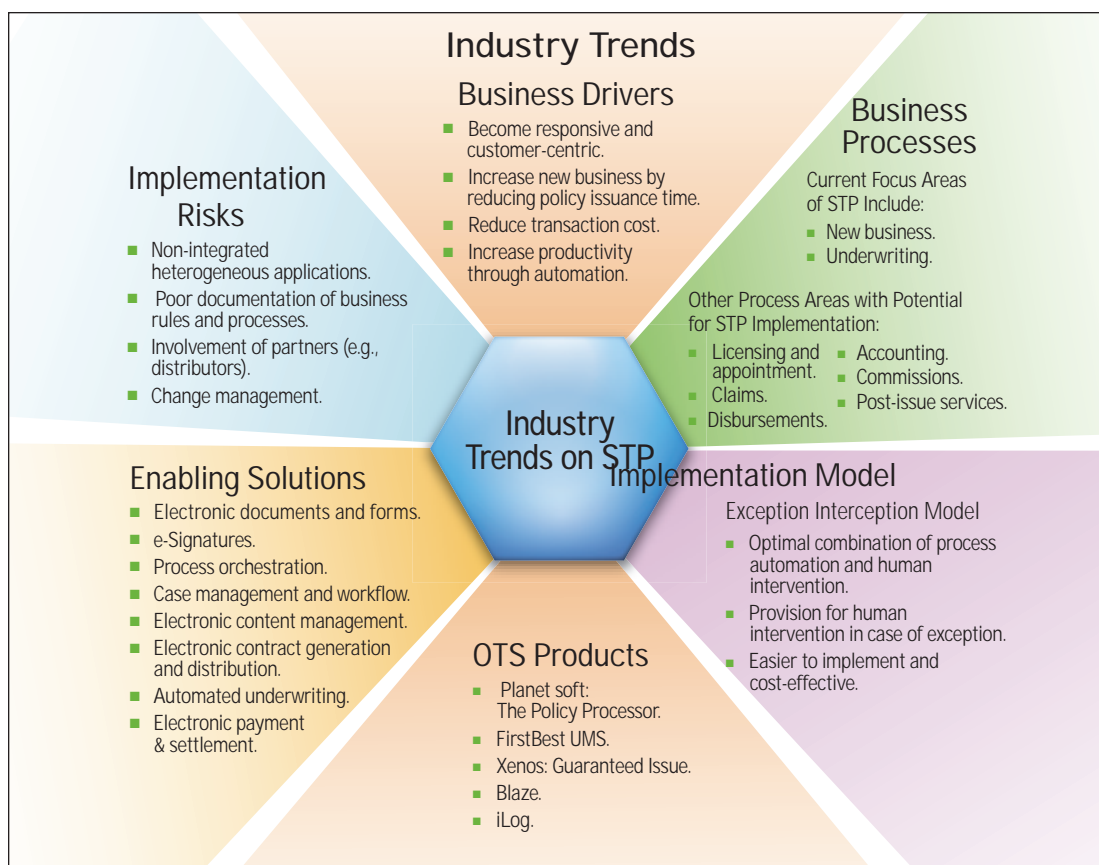 Industry Trends
Business Drivers
Become responsive and
customer-centric.
Increase new business by
reducing policy issuance time.
Reduce transaction cost.
Increase productivity
through automation.
Business
Processes
Current Focus Areas
of STP Include:
New business.
Underwriting.
Other Process Areas with Potential
for STP Implementation:
Licensing and
appointment.
Claims.
Disbursements.
Accounting.
Commissions.
Post-issue services.
Implementation
Risks
Non-integrated
heterogeneous applications.
Poor documentation of business
rules and processes.
Involvement of partners (e.g.,
distributors).
Change management.
Industry
Trends on STP
Implementation Model
Exception Interception Model
Optimal combination of process
automation and human
intervention.
Provision for human
intervention in case of exception.
Easier to implement and
cost-effective.
Enabling Solutions
Electronic documents and forms.
e-Signatures.
Process orchestration.
Case management and workflow.
Electronic content management.
Electronic contract generation
and distribution.
Automated underwriting.
Electronic payment
& settlement.
OTS Products
Planet soft:
The Policy Processor.
FirstBest UMS.
Xenos: Guaranteed Issue.
Blaze.
iLog.